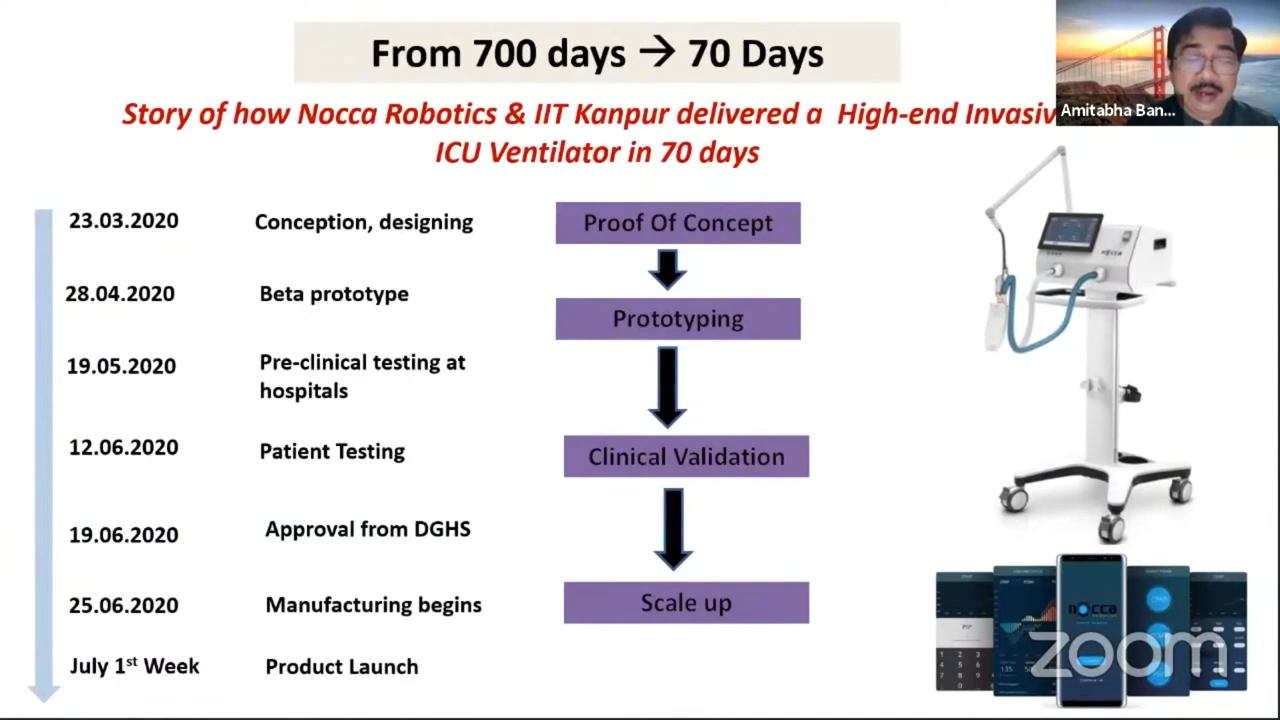 From 700 days → 70 Days
Story of how Nocca Robotics & IIT Kanpur delivered a High-end Invasiv
ICU Ventilator in 70 days
Amitabha Ban...
23.03.2020 Conception, designing Proof Of Concept
28.04.2020 Beta prototype Prototyping
19.05.2020 Pre-clinical testing at
hospitals
12.06.2020 Patient Testing Clinical Validation
19.06.2020 Approval from DGHS
25.06.2020 Manufacturing begins Scale up
July 1st Week Product Launch
nocca
zoom